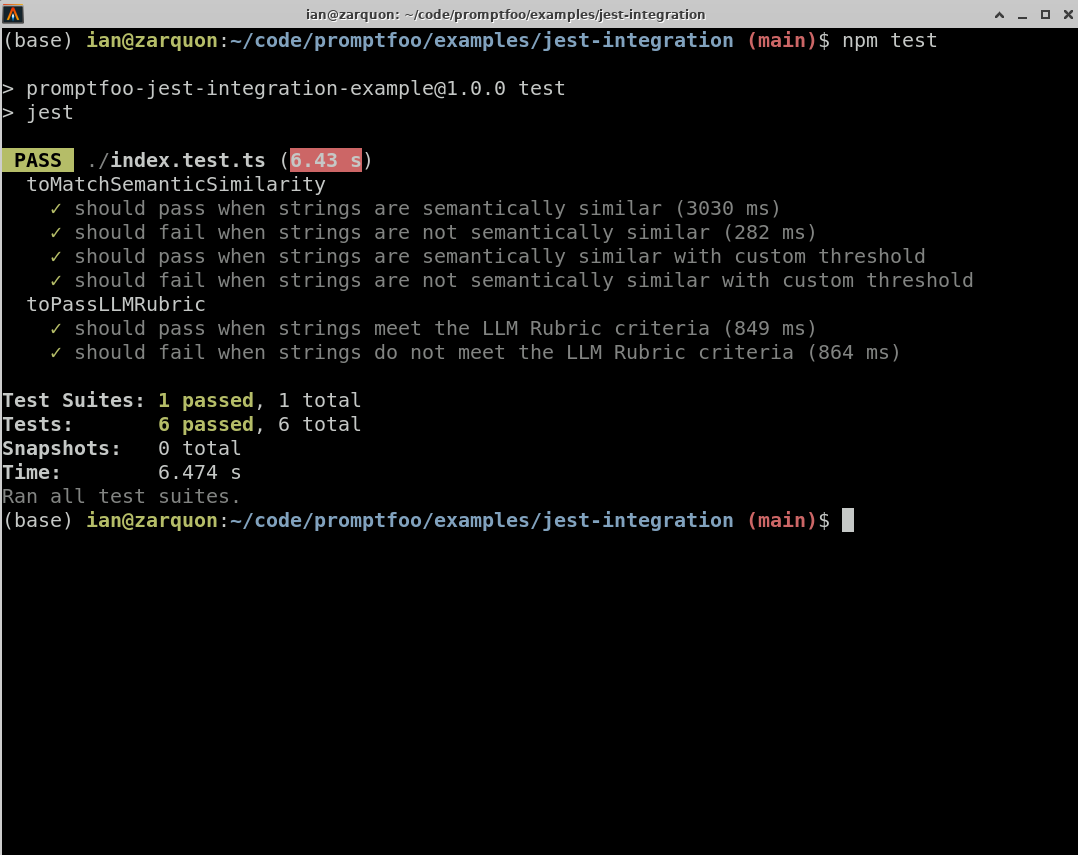 ian@zarquon: ~/code/promptfoo/examples/jest-integration
(base) ian@zarquon:~/code/promptfoo/examples/jest-integration (main)$ npm test
> promptfoo-jest-integration-example@1.0.0 test
> jest
PASS ./index.test.ts (6.43 s)
toMatchSemanticSimilarity
✓ should pass when strings are semantically similar (3030 ms)
✓ should fail when strings are not semantically similar (282 ms)
✓ should pass when strings are semantically similar with custom threshold
✓ should fail when strings are not semantically similar with custom threshold
toPassLLMRubric
✓ should pass when strings meet the LLM Rubric criteria (849 ms)
✓ should fail when strings do not meet the LLM Rubric criteria (864 ms)
Test Suites: 1 passed, 1 total
Tests: 6 passed, 6 total
Snapshots: 0 total
Time: 6.474 s
Ran all test suites.
(base) ian@zarquon:~/code/promptfoo/examples/jest-integration (main)$